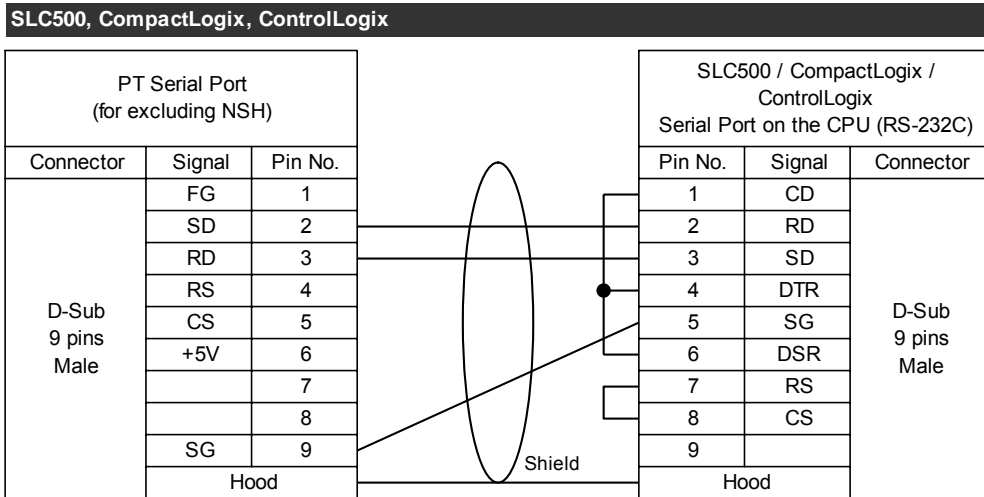 SLC500, CompactLogix, ControlLogix
PT Serial Port
(for excluding NSH)
Connector Signal Pin No.
FG 1
SD 2
RD 3
RS 4
CS 5
+5V 6
7
8
SG 9
D-Sub
9 pins
Male
Hood
Shield
SLC500 / CompactLogix /
ControlLogix
Serial Port on the CPU (RS-232C)
Pin No. Signal Connector
1 CD
2 RD
3 SD
4 DTR
5 SG
6 DSR
7 RS
8 CS
9
D-Sub
9 pins
Male
Hood